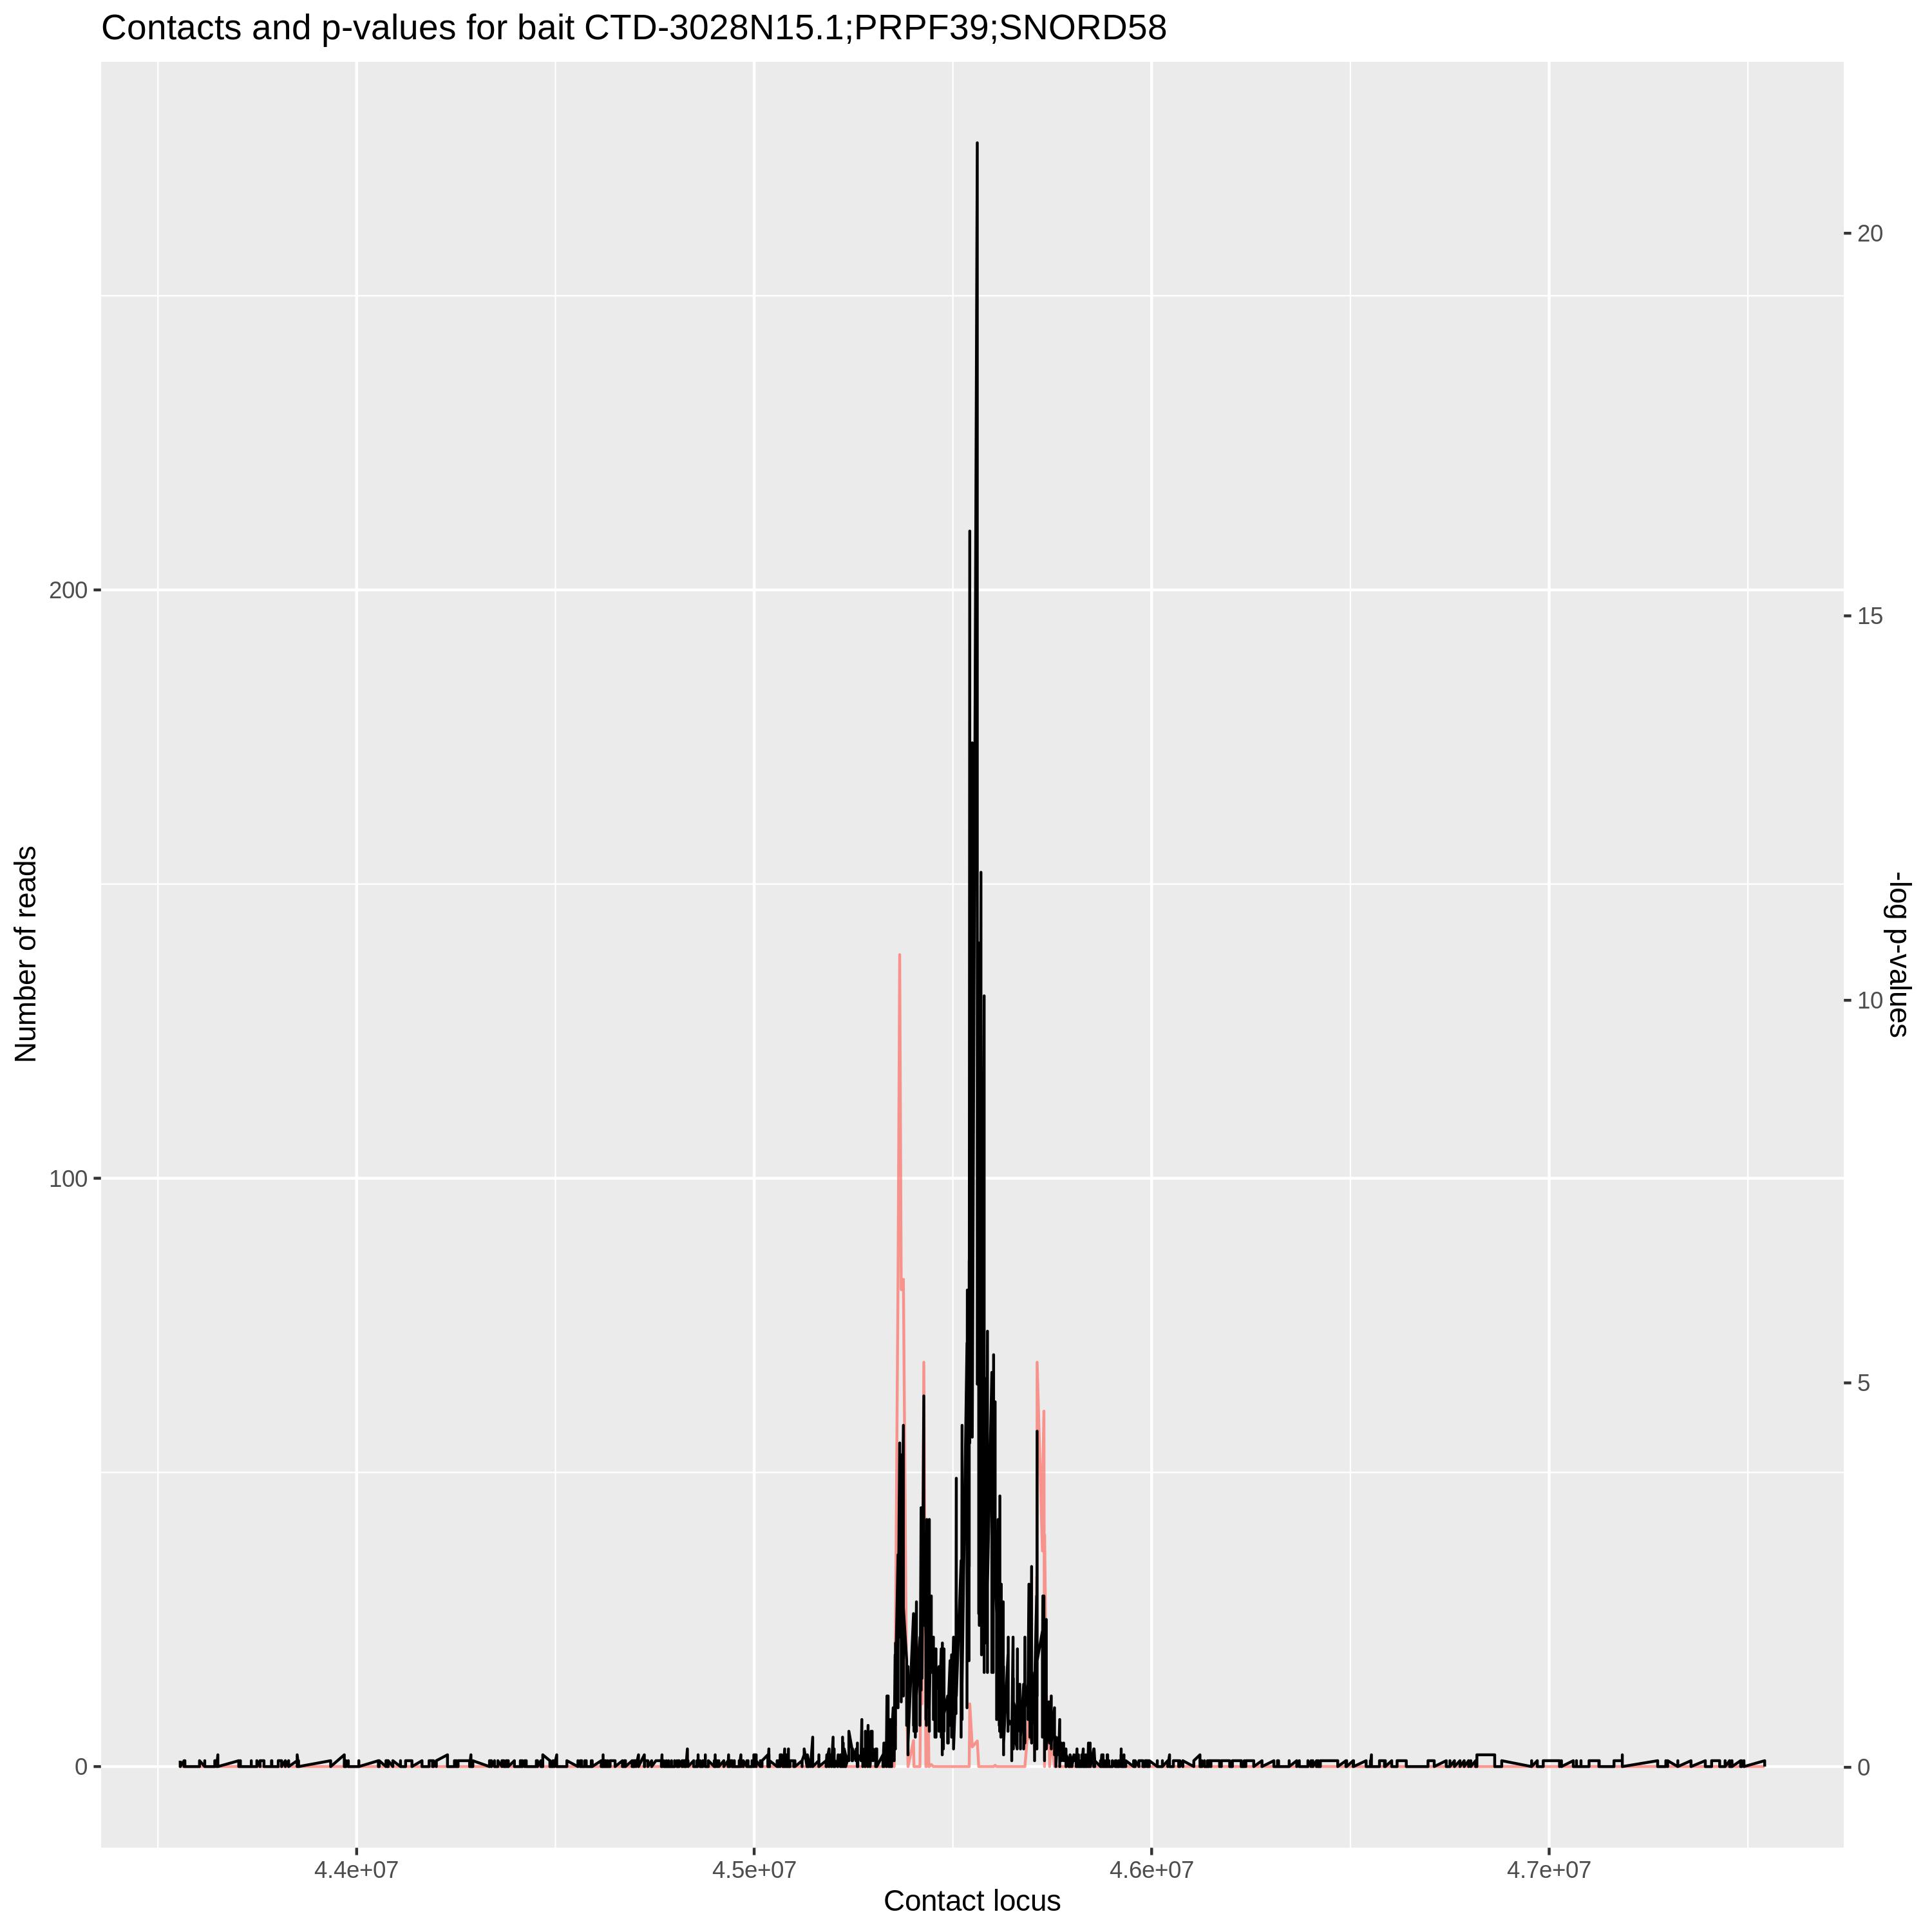 Contacts and p-values for bait CTD-3028N15.1;PRPF39;SNORD58
Number of reads
200
100
0
20
15
10
5
0
-log p-values
4.4e+07 4.5e+07 4.6e+07 4.7e+07
Contact locus